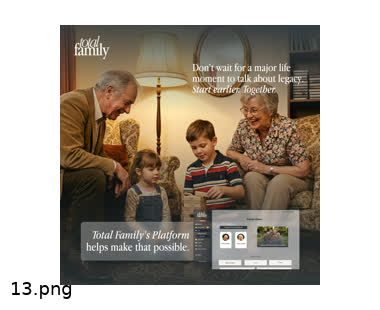 total
family
Don't wait for a major life
moment to talk about legacy.
Start earlier. Together.
Total Family's Platform
helps make that possible.
13.png